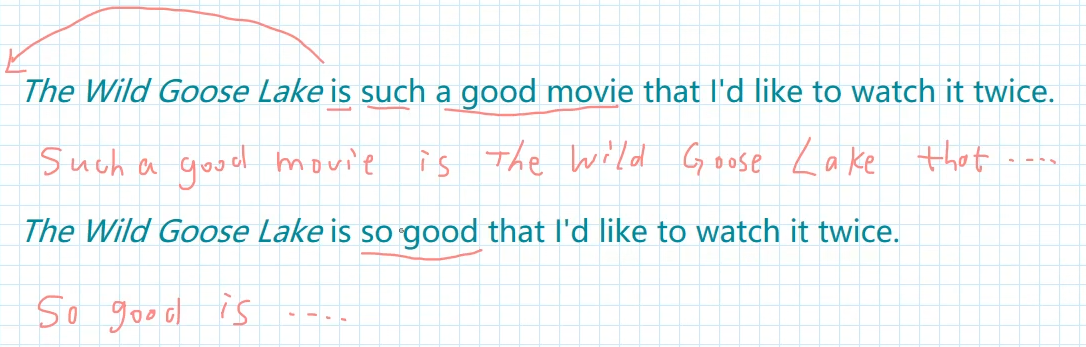 The Wild Goose Lake is such a good movie that I'd like to watch it twice.
Such a good movie is The Wild Goose Lake that ····
The Wild Goose Lake is so good that I'd like to watch it twice.
So good is ····